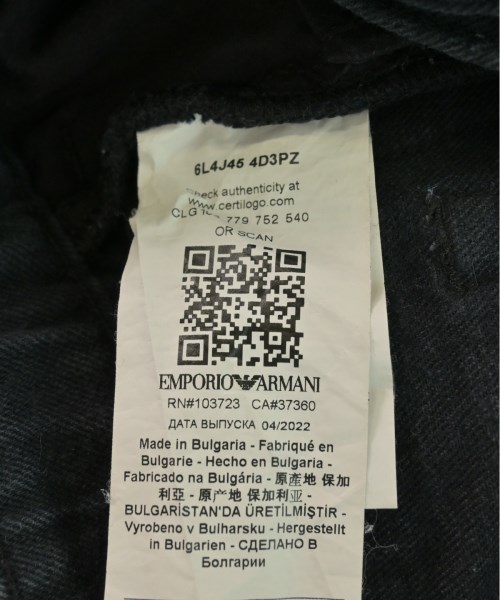 6L4J45 4D3PZ
Check authenticity at
www.certilogo.com
CLG 779 752 540
OR SCAN
EMPORIO ARMANI
RN#103723 CA#37360
ДАТА ВЫПУСКА 04/2022
Made in Bulgaria - Fabriqué en
Bulgarie - Hecho en Bulgaria -
Fabricado na Bulgária - 原產地 保加
利亞 - 原产地 保加利亚 -
BULGARİSTAN'DA ÜRETİLMİŞTİR -
Vyrobeno v Bulharsku - Hergestellt
in Bulgarien - СДЕЛАНО В
Болгарии